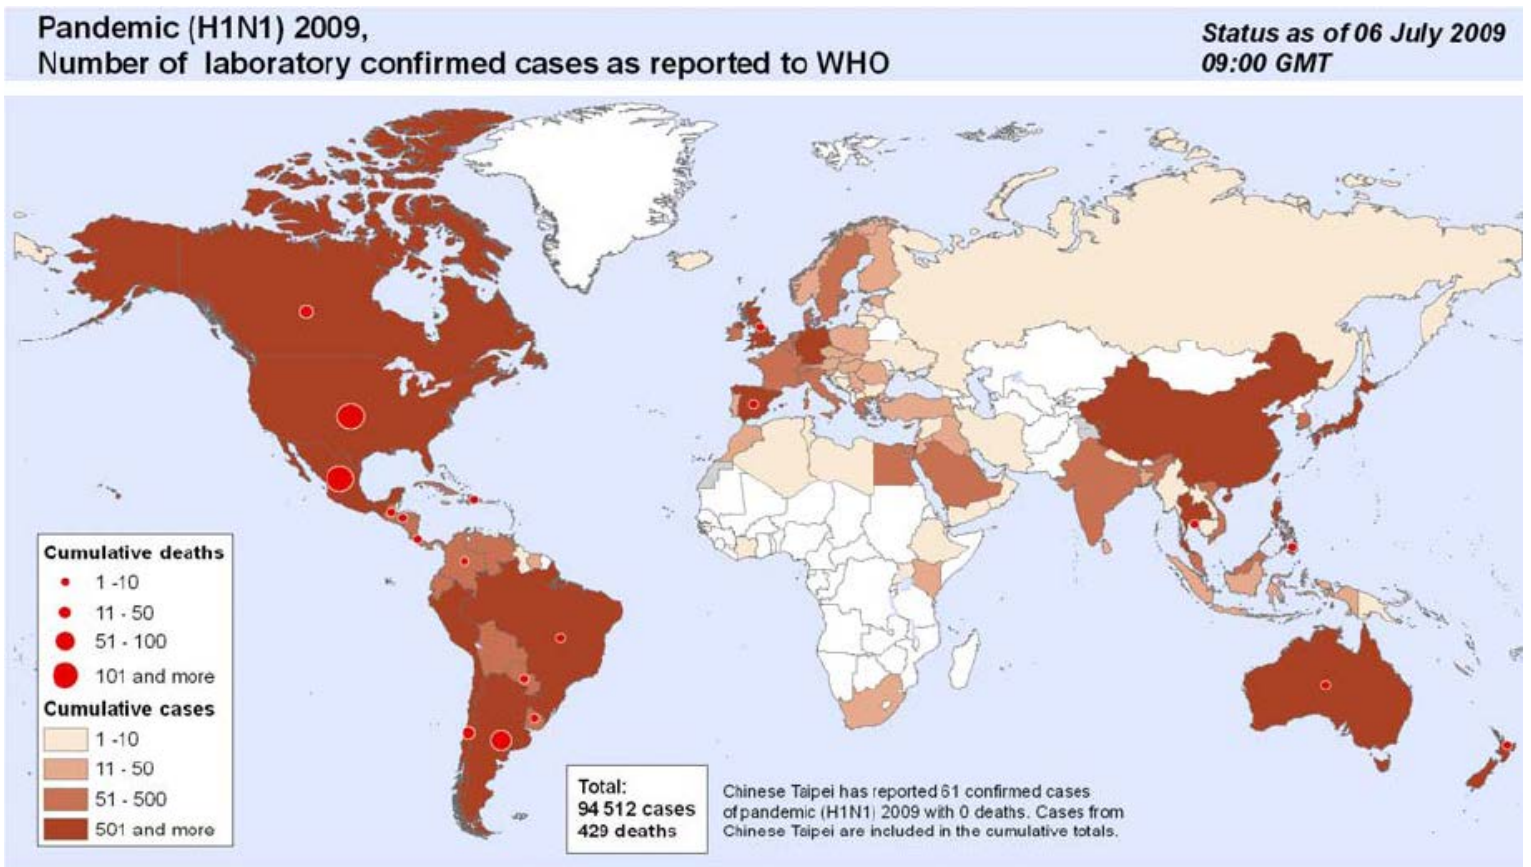 Pandemic (H1N1) 2009,
Number of laboratory confirmed cases as reported to WHO
Status as of 06 July 2009
09:00 GMT
Cumulative deaths
1 -10
11 - 50
51 - 100
101 and more
Cumulative cases
1 -10
11 - 50
51 - 500
501 and more
Total:
94 512 cases
429 deaths
Chinese Taipei has reported 61 confirmed cases
of pandemic (H1N1) 2009 with 0 deaths. Cases from
Chinese Taipei are included in the cumulative totals.